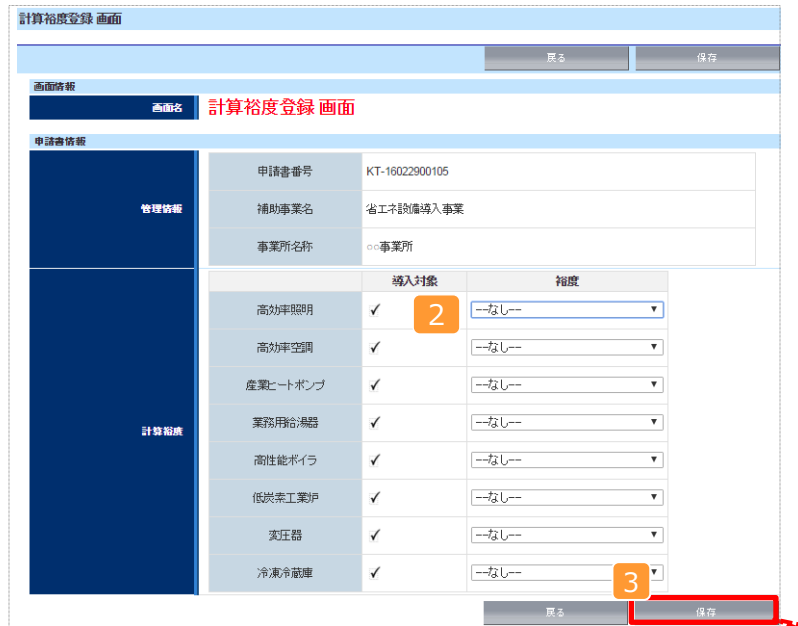 計算裕度登録 画面
戻る 保存
画面情報
画面名 計算裕度登録 画面
申請書情報
管理情報
申請書番号 KT-16022900105
補助事業名 省エネ設備導入事業
事業所名称 ○○事業所
計算裕度
導入対象 裕度
高効率照明 ✓ 2 --なし-- ▼
高効率空調 ✓ --なし-- ▼
産業ヒートポンプ ✓ --なし-- ▼
業務用給湯器 ✓ --なし-- ▼
高性能ボイラ ✓ --なし-- ▼
低炭素工業炉 ✓ --なし-- ▼
変圧器 ✓ --なし-- ▼
冷凍冷蔵庫 ✓ --なし-- 3 ▼
戻る 保存